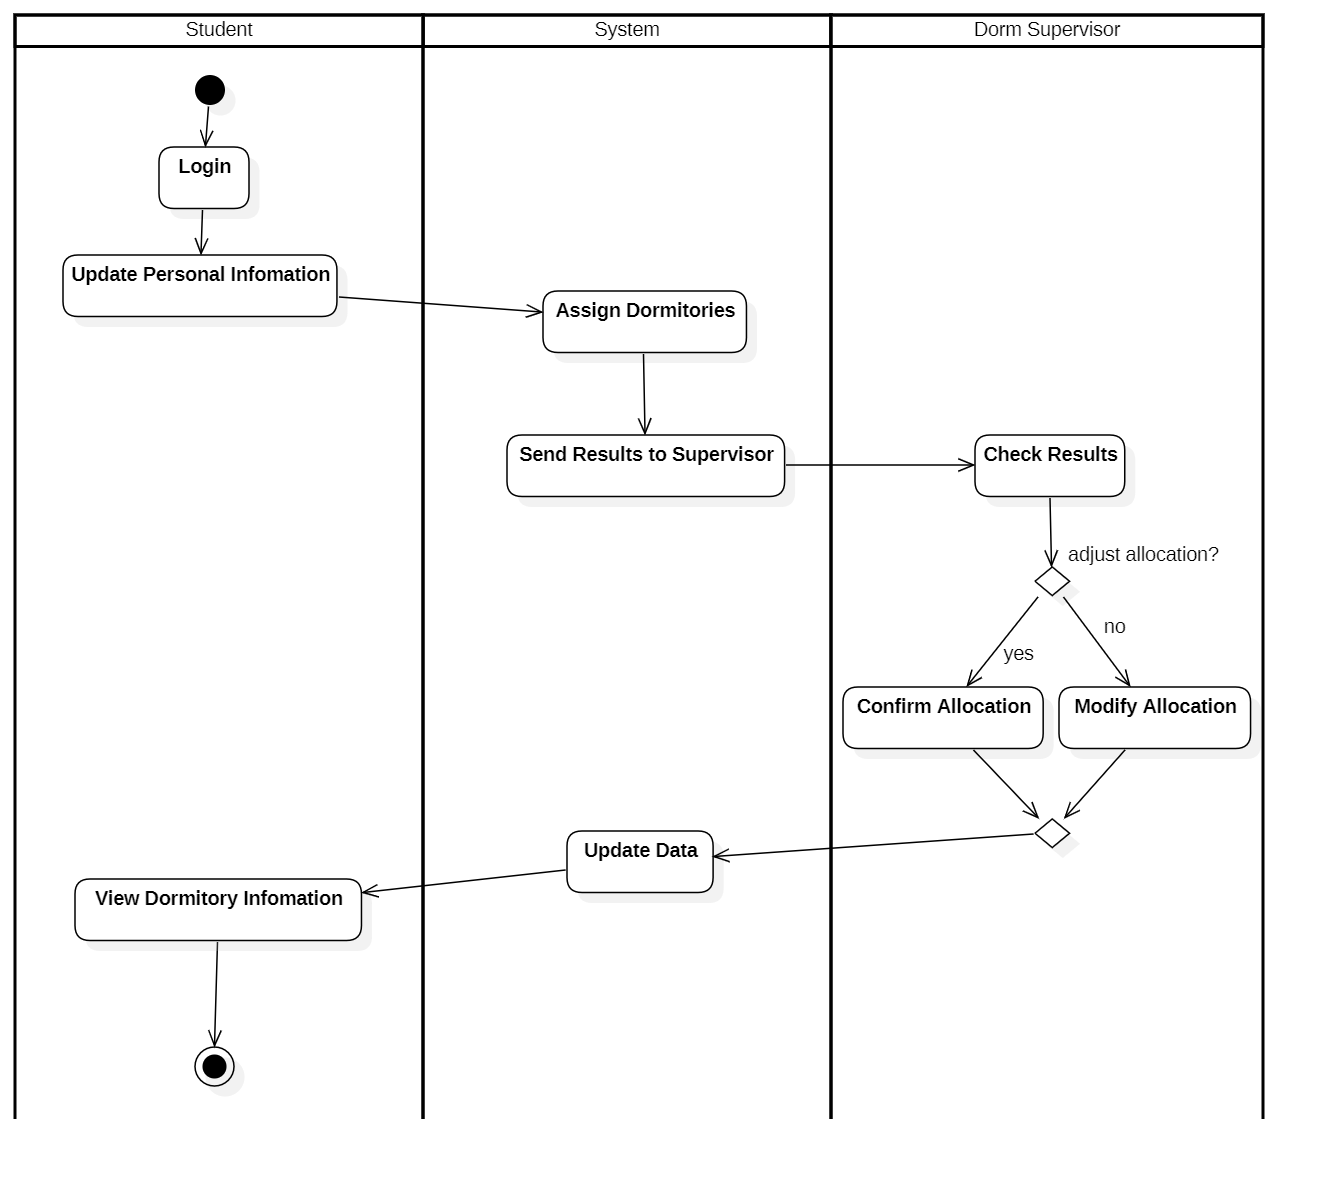 Student
System
Dorm Supervisor
Login
Update Personal Infomation
Assign Dormitories
Send Results to Supervisor
Check Results
adjust allocation?
no
yes
Confirm Allocation
Modify Allocation
Update Data
View Dormitory Infomation